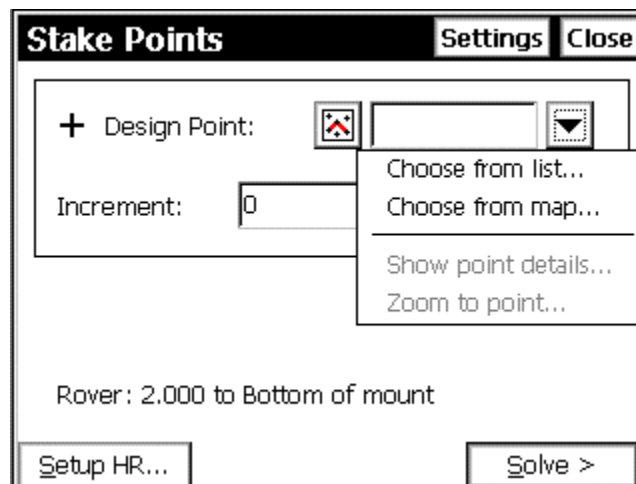 Stake Points Settings Close
Design Point:
Choose from list...
Increment: 0 Choose from map...
Show point details...
Zoom to point...
Rover: 2.000 to Bottom of mount
Setup HR... Solve >